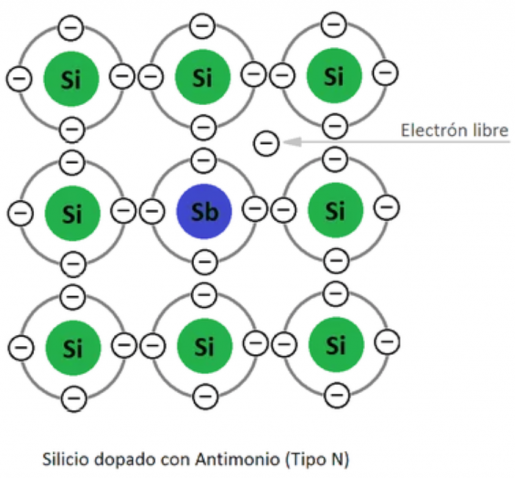 Si Si Si
Electrón libre
Si Sb Si
Si Si Si
Silicio dopado con Antimonio (Tipo N)